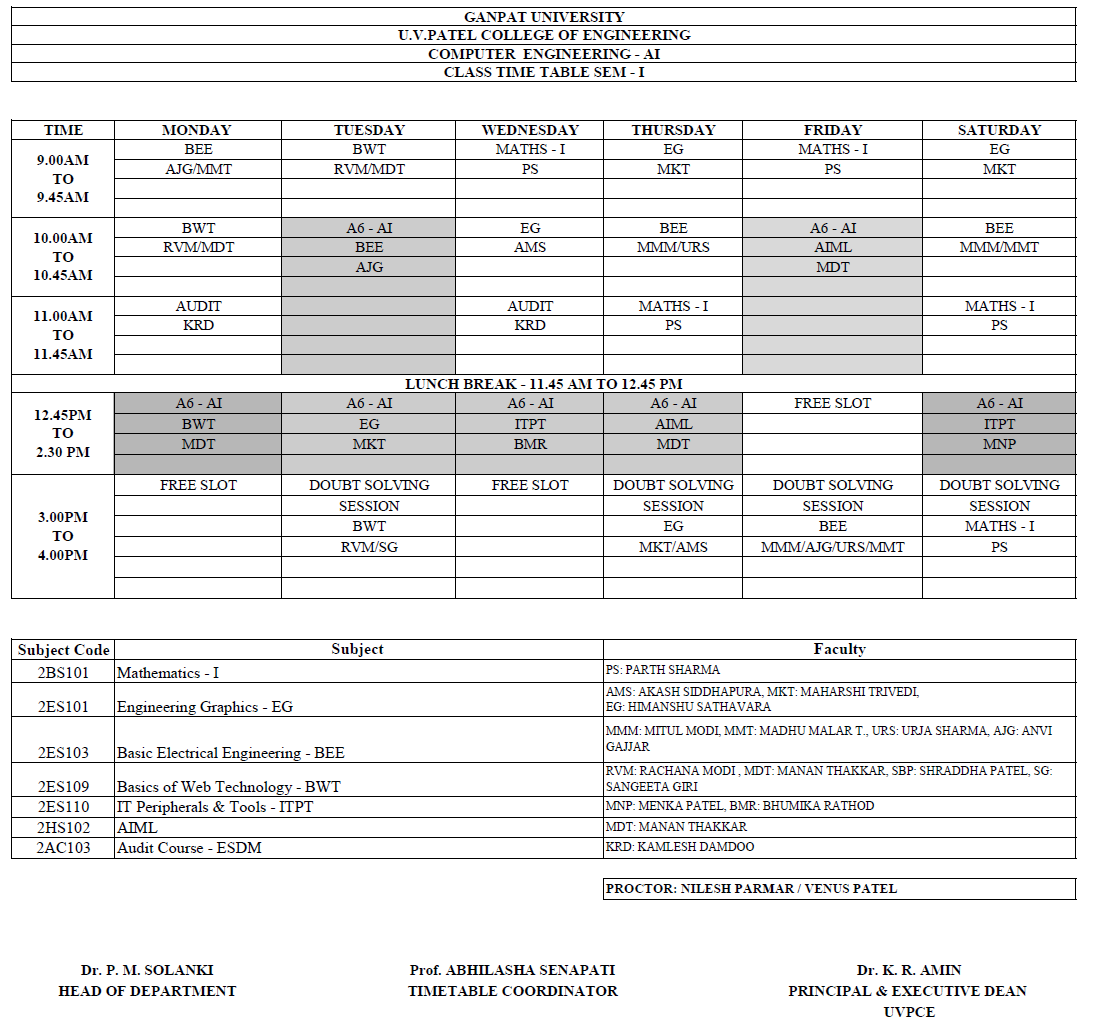 GANPAT UNIVERSITY
U.V.PATEL COLLEGE OF ENGINEERING
COMPUTER ENGINEERING - AI
CLASS TIME TABLE SEM - I
TIME MONDAY TUESDAY WEDNESDAY THURSDAY FRIDAY SATURDAY
9.00AM TO 9.45AM
BEE BWT MATHS - I EG MATHS - I EG
AJG/MMT RVM/MDT PS MKT PS MKT
10.00AM TO 10.45AM
BWT A6 - AI EG BEE A6 - AI BEE
RVM/MDT BEE AMS MMM/URS AIML MMM/MMT
AJG MDT
11.00AM TO 11.45AM
AUDIT AUDIT MATHS - I MATHS - I
KRD KRD PS PS
LUNCH BREAK - 11.45 AM TO 12.45 PM
12.45PM TO 2.30 PM
A6 - AI A6 - AI A6 - AI A6 - AI FREE SLOT A6 - AI
BWT EG ITPT AIML ITPT
MDT MKT BMR MDT MNP
3.00PM TO 4.00PM
FREE SLOT DOUBT SOLVING FREE SLOT DOUBT SOLVING DOUBT SOLVING DOUBT SOLVING
SESSION SESSION SESSION SESSION
BWT EG BEE MATHS - I
RVM/SG MKT/AMS MMM/AJG/URS/MMT PS
Subject Code Subject Faculty
2BS101 Mathematics - I PS: PARTH SHARMA
2ES101 Engineering Graphics - EG AMS: AKASH SIDDHAPURA, MKT: MAHARSHI TRIVEDI,
EG: HIMANSHU SATHAVARA
2ES103 Basic Electrical Engineering - BEE MMM: MITUL MODI, MMT: MADHU MALAR T., URS: URJA SHARMA, AJG: ANVI
GAJJAR
2ES109 Basics of Web Technology - BWT RVM: RACHANA MODI , MDT: MANAN THAKKAR, SBP: SHRADDHA PATEL, SG:
SANGEETA GIRI
2ES110 IT Peripherals & Tools - ITPT MNP: MENKA PATEL, BMR: BHUMIKA RATHOD
2HS102 AIML MDT: MANAN THAKKAR
2AC103 Audit Course - ESDM KRD: KAMLESH DAMDOO
PROCTOR: NILESH PARMAR / VENUS PATEL
Dr. P. M. SOLANKI Prof. ABHILASHA SENAPATI Dr. K. R. AMIN
HEAD OF DEPARTMENT TIMETABLE COORDINATOR PRINCIPAL & EXECUTIVE DEAN
UVPCE